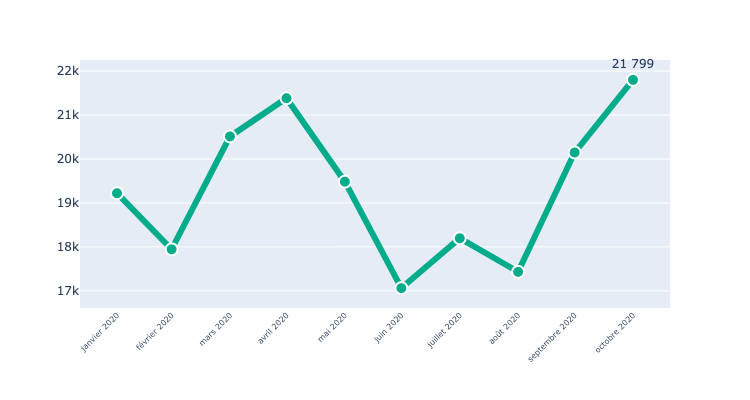 21 799
22k
21k
20k
19k
18k
17k
janvier 2020
février 2020
mars 2020
avril 2020
mai 2020
juin 2020
juillet 2020
août 2020
septembre 2020
octobre 2020